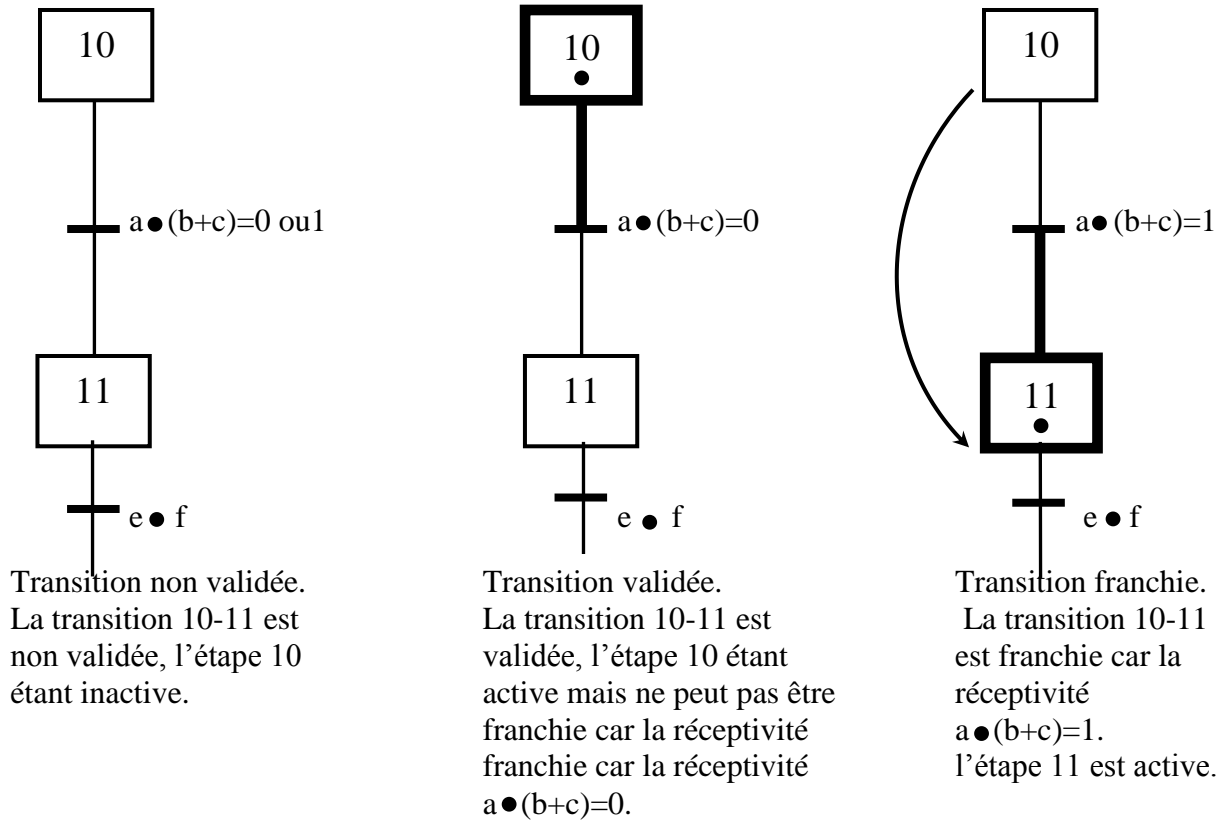 10
a●(b+c)=0 ou1
11
e ● f
Transition non validée.
La transition 10-11 est
non validée, l’étape 10
étant inactive.
10
●
a●(b+c)=0
11
e ● f
Transition validée.
La transition 10-11 est
validée, l’étape 10 étant
active mais ne peut pas être
franchie car la réceptivité
franchie car la réceptivité
a●(b+c)=0.
10
a●(b+c)=1
11
●
e ● f
Transition franchie.
La transition 10-11
est franchie car la
réceptivité
a●(b+c)=1.
l’étape 11 est active.